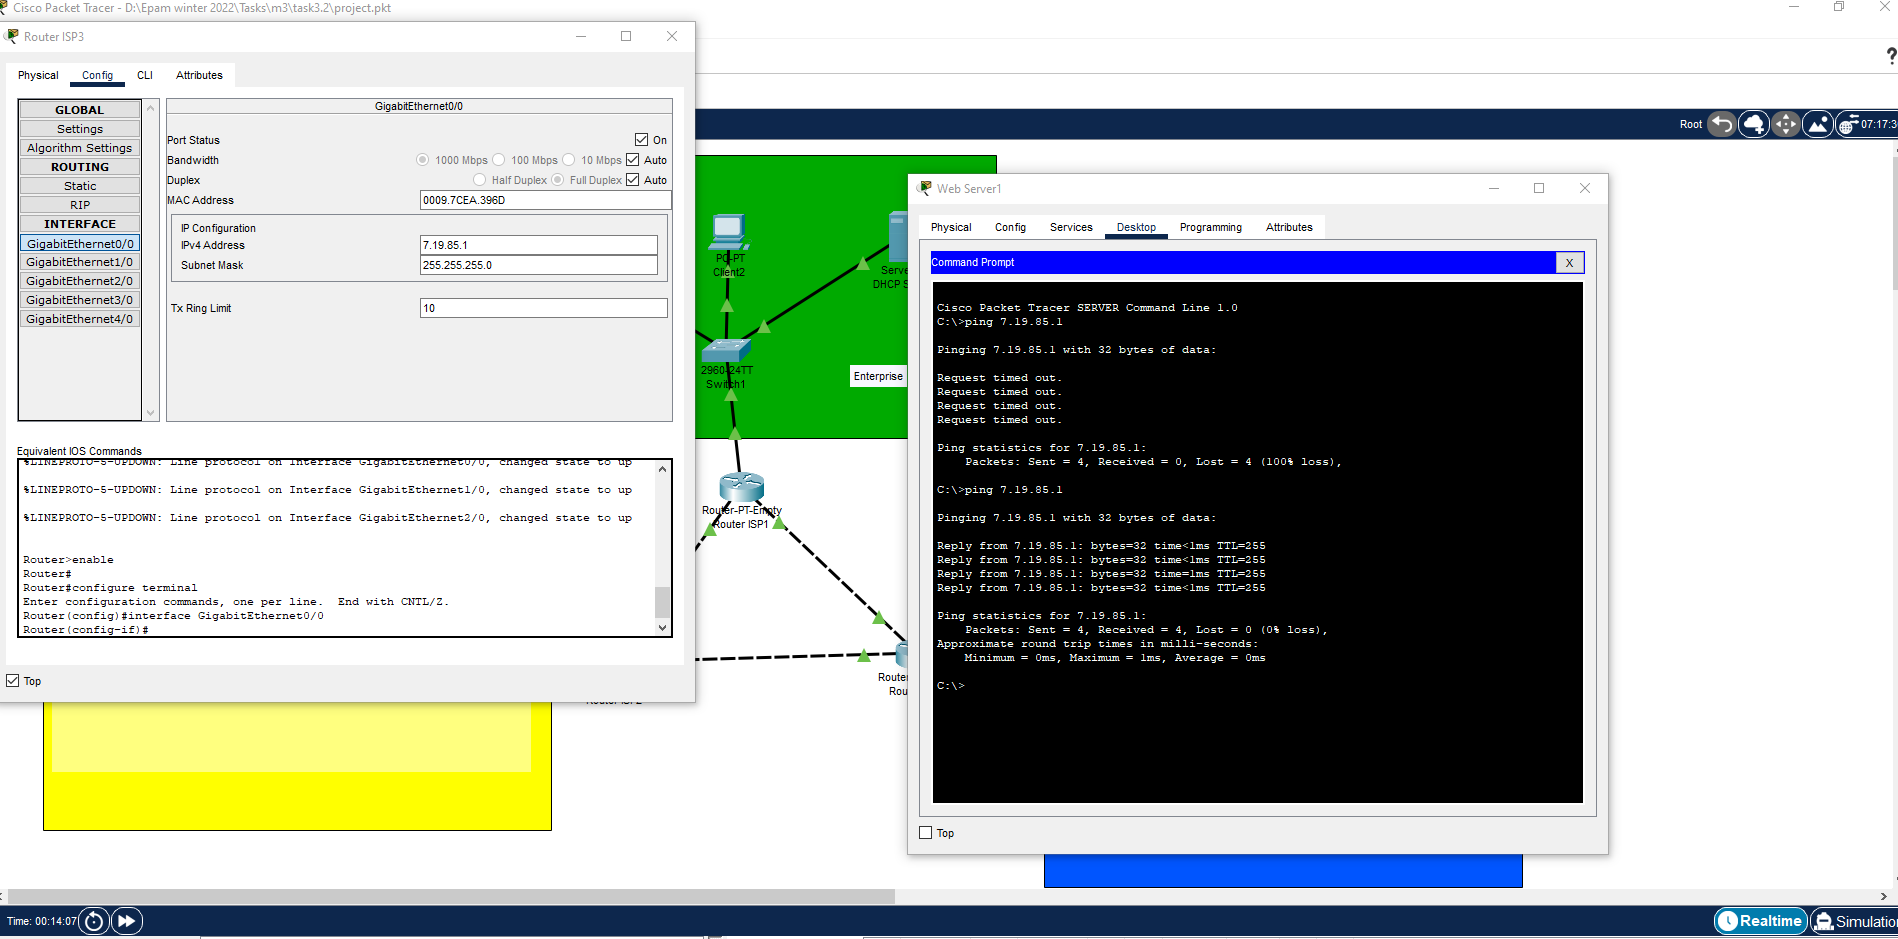 Cisco Packet Tracer - D:\Epam winter 2022\Tasks\m3\task3.2\project.pkt
Router ISP3
Physical Config CLI Attributes
GLOBAL
Settings
Algorithm Settings
ROUTING
Static
RIP
INTERFACE
GigabitEthernet0/0
GigabitEthernet1/0
GigabitEthernet2/0
GigabitEthernet3/0
GigabitEthernet4/0
GigabitEthernet0/0
Port Status On
Bandwidth 1000 Mbps 100 Mbps 10 Mbps Auto
Duplex Half Duplex Full Duplex Auto
MAC Address 0009.7CEA.396D
IP Configuration
IPv4 Address 7.19.85.1
Subnet Mask 255.255.255.0
Tx Ring Limit 10
Equivalent IOS Commands
%LINEPROTO-5-UPDOWN: Line protocol on Interface GigabitEthernet0/0, changed state to up
%LINEPROTO-5-UPDOWN: Line protocol on Interface GigabitEthernet1/0, changed state to up
%LINEPROTO-5-UPDOWN: Line protocol on Interface GigabitEthernet2/0, changed state to up
Router>enable
Router#
Router#configure terminal
Enter configuration commands, one per line. End with CNTL/Z.
Router(config)#interface GigabitEthernet0/0
Router(config-if)#
Top
?
Root 07:17:3
PC-PT
Client2
Serve
DHCP S
2960-24TT
Switch1
Enterprise
Router-PT-Empty
Router ISP1
Router
Rou
Web Server1
Physical Config Services Desktop Programming Attributes
Command Prompt X
Cisco Packet Tracer SERVER Command Line 1.0
C:\>ping 7.19.85.1
Pinging 7.19.85.1 with 32 bytes of data:
Request timed out.
Request timed out.
Request timed out.
Request timed out.
Ping statistics for 7.19.85.1:
Packets: Sent = 4, Received = 0, Lost = 4 (100% loss),
C:\>ping 7.19.85.1
Pinging 7.19.85.1 with 32 bytes of data:
Reply from 7.19.85.1: bytes=32 time<1ms TTL=255
Reply from 7.19.85.1: bytes=32 time<1ms TTL=255
Reply from 7.19.85.1: bytes=32 time=1ms TTL=255
Reply from 7.19.85.1: bytes=32 time<1ms TTL=255
Ping statistics for 7.19.85.1:
Packets: Sent = 4, Received = 4, Lost = 0 (0% loss),
Approximate round trip times in milli-seconds:
Minimum = 0ms, Maximum = 1ms, Average = 0ms
C:\>
Top
Time: 00:14:07
Realtime Simulation